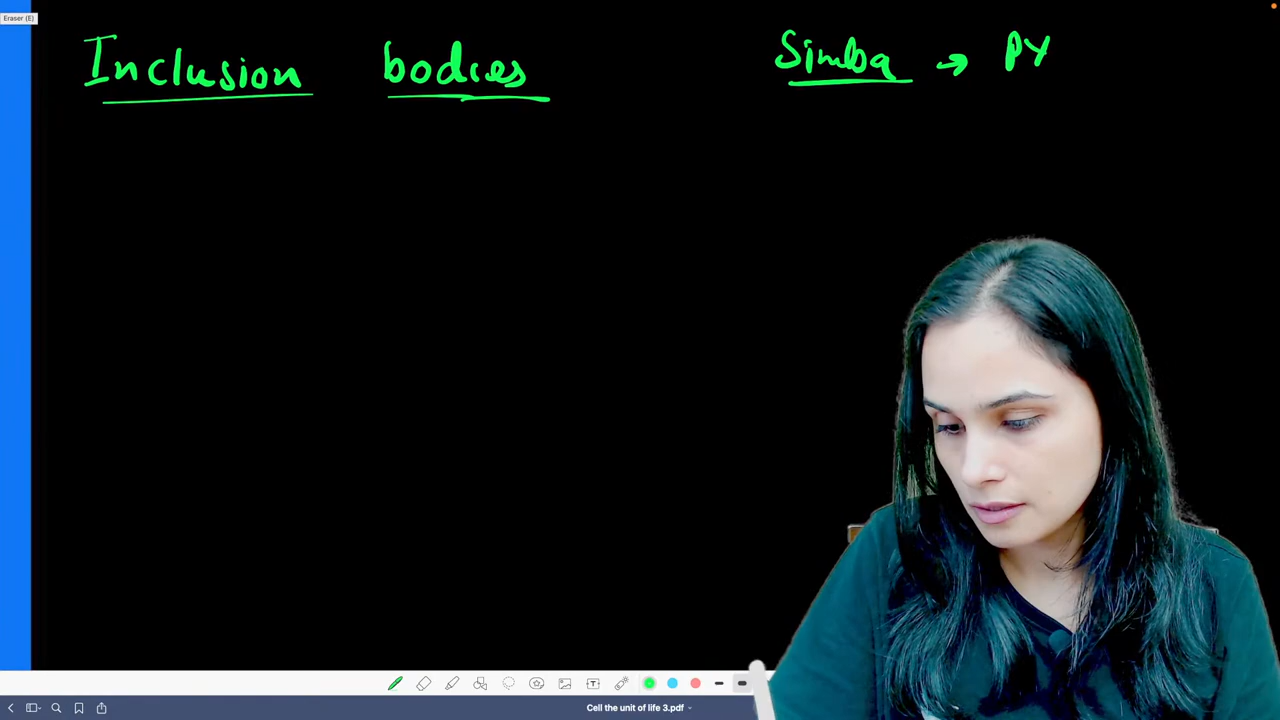 Eraser (E)
Inclusion bodies
Simba → PY
Cell the unit of life 3.pdf